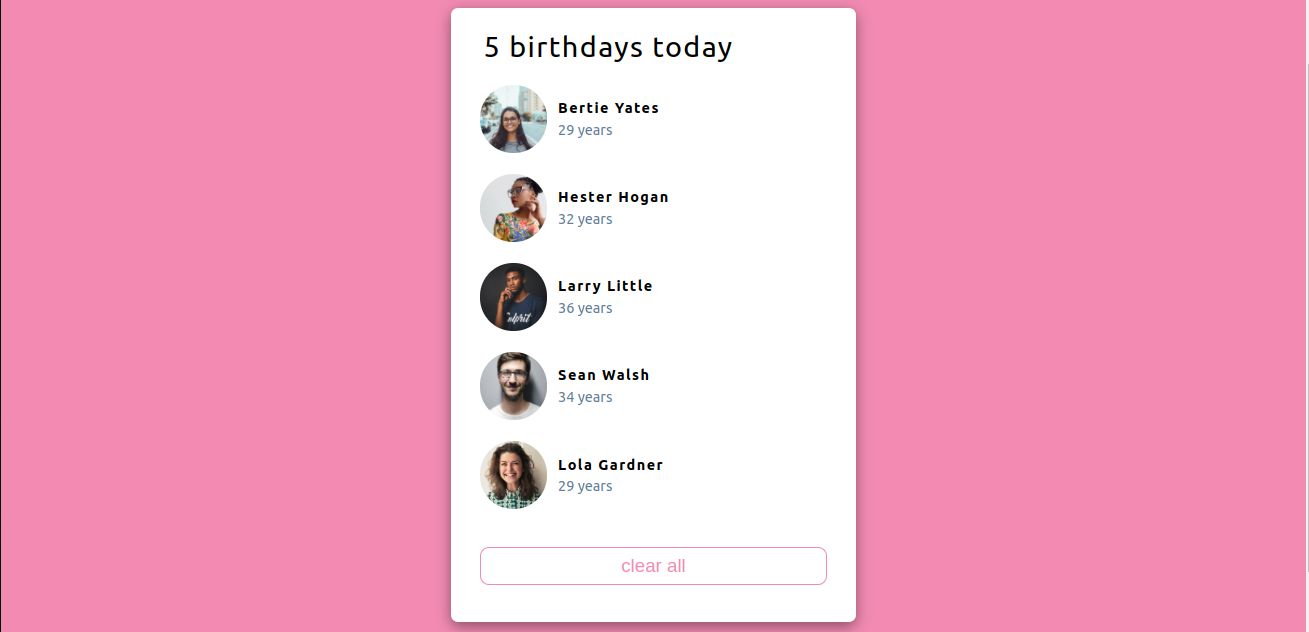 5 birthdays today
Bertie Yates
29 years
Hester Hogan
32 years
Larry Little
36 years
Sean Walsh
34 years
Lola Gardner
29 years
clear all